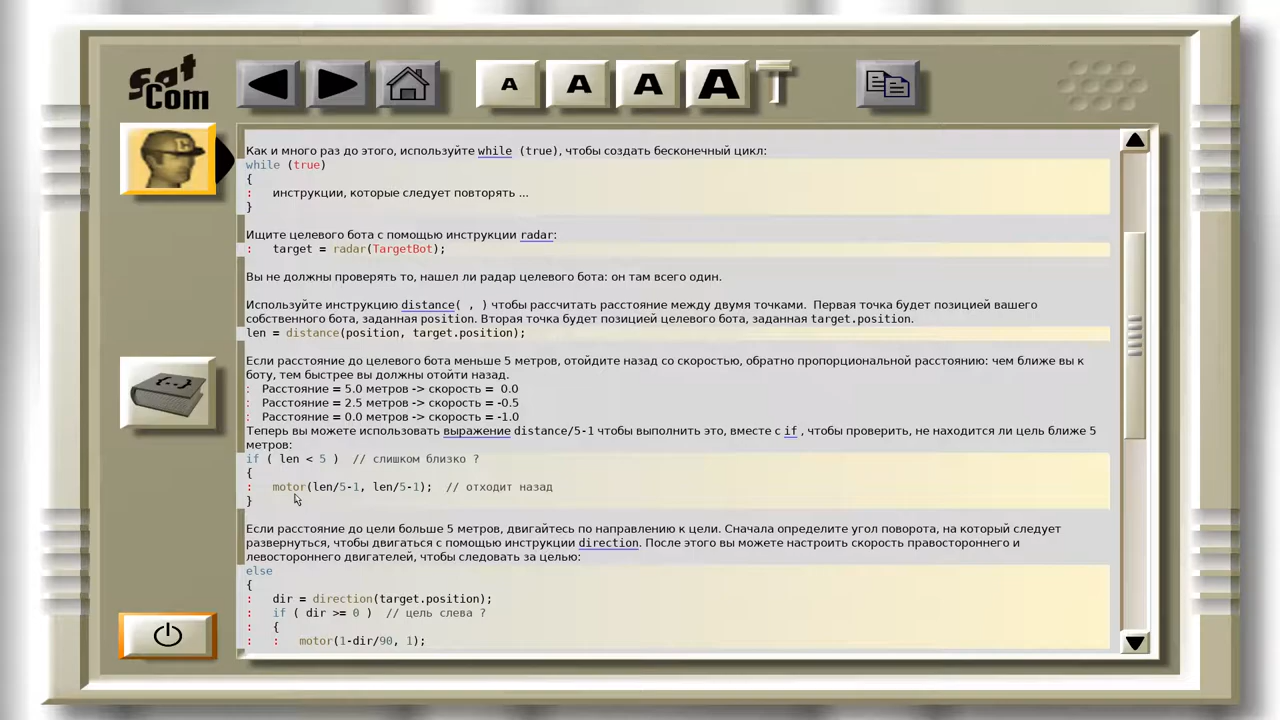 Sat
Com
A A A A
Как и много раз до этого, используйте while (true), чтобы создать бесконечный цикл:
while (true)
{
:   инструкции, которые следует повторять ...
}
Ищите целевого бота с помощью инструкции radar:
:   target = radar(TargetBot);
Вы не должны проверять то, нашел ли радар целевого бота: он там всего один.
Используйте инструкцию distance( , ) чтобы рассчитать расстояние между двумя точками.  Первая точка будет позицией вашего
собственного бота, заданная position. Вторая точка будет позицией целевого бота, заданная target.position.
len = distance(position, target.position);
Если расстояние до целевого бота меньше 5 метров, отойдите назад со скоростью, обратно пропорциональной расстоянию: чем ближе вы к
боту, тем быстрее вы должны отойти назад.
:  Расстояние = 5.0 метров -> скорость =  0.0
:  Расстояние = 2.5 метров -> скорость = -0.5
:  Расстояние = 0.0 метров -> скорость = -1.0
Теперь вы можете использовать выражение distance/5-1 чтобы выполнить это, вместе с if , чтобы проверить, не находится ли цель ближе 5
метров:
if ( len < 5 )  // слишком близко ?
{
:   motor(len/5-1, len/5-1);  // отходит назад
}
Если расстояние до цели больше 5 метров, двигайтесь по направлению к цели. Сначала определите угол поворота, на который следует
развернуться, чтобы двигаться с помощью инструкции direction. После этого вы можете настроить скорость правостороннего и
левостороннего двигателей, чтобы следовать за целью:
else
{
:   dir = direction(target.position);
:   if ( dir >= 0 )  // цель слева ?
:   {
:   :   motor(1-dir/90, 1);